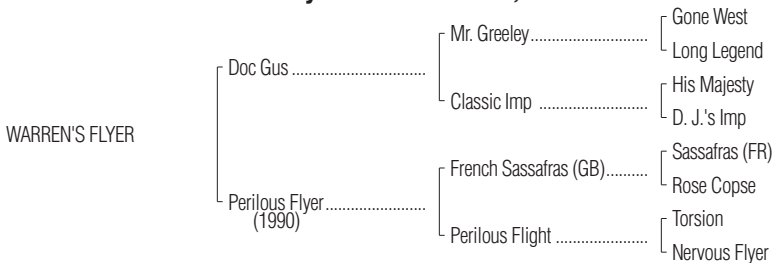 Gone West
Mr. Greeley
Long Legend
Doc Gus
His Majesty
Classic Imp
D. J.'s Imp
WARREN'S FLYER
Sassafras (FR)
French Sassafras (GB)
Rose Copse
Perilous Flyer
(1990)
Torsion
Perilous Flight
Nervous Flyer